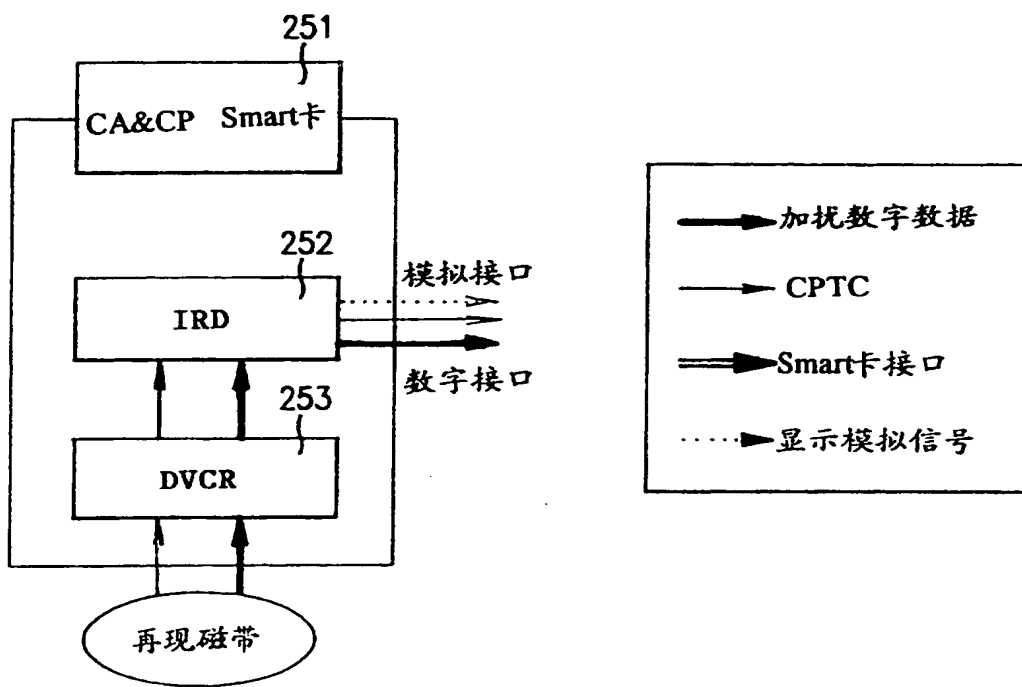 251
CA&CP Smart卡
252
IRD
模拟接口
数字接口
253
DVCR
再现磁带
加扰数字数据
CPTC
Smart卡接口
显示模拟信号